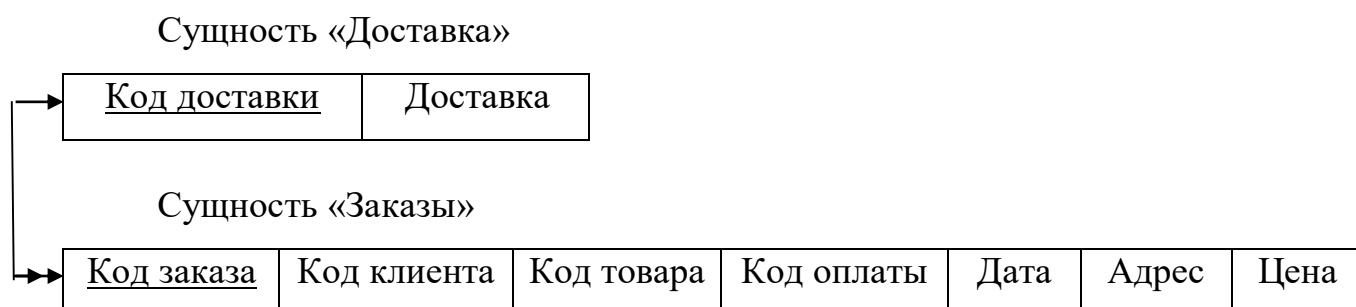 Сущность «Доставка»
Код доставки Доставка
Сущность «Заказы»
Код заказа Код клиента Код товара Код оплаты Дата Адрес Цена